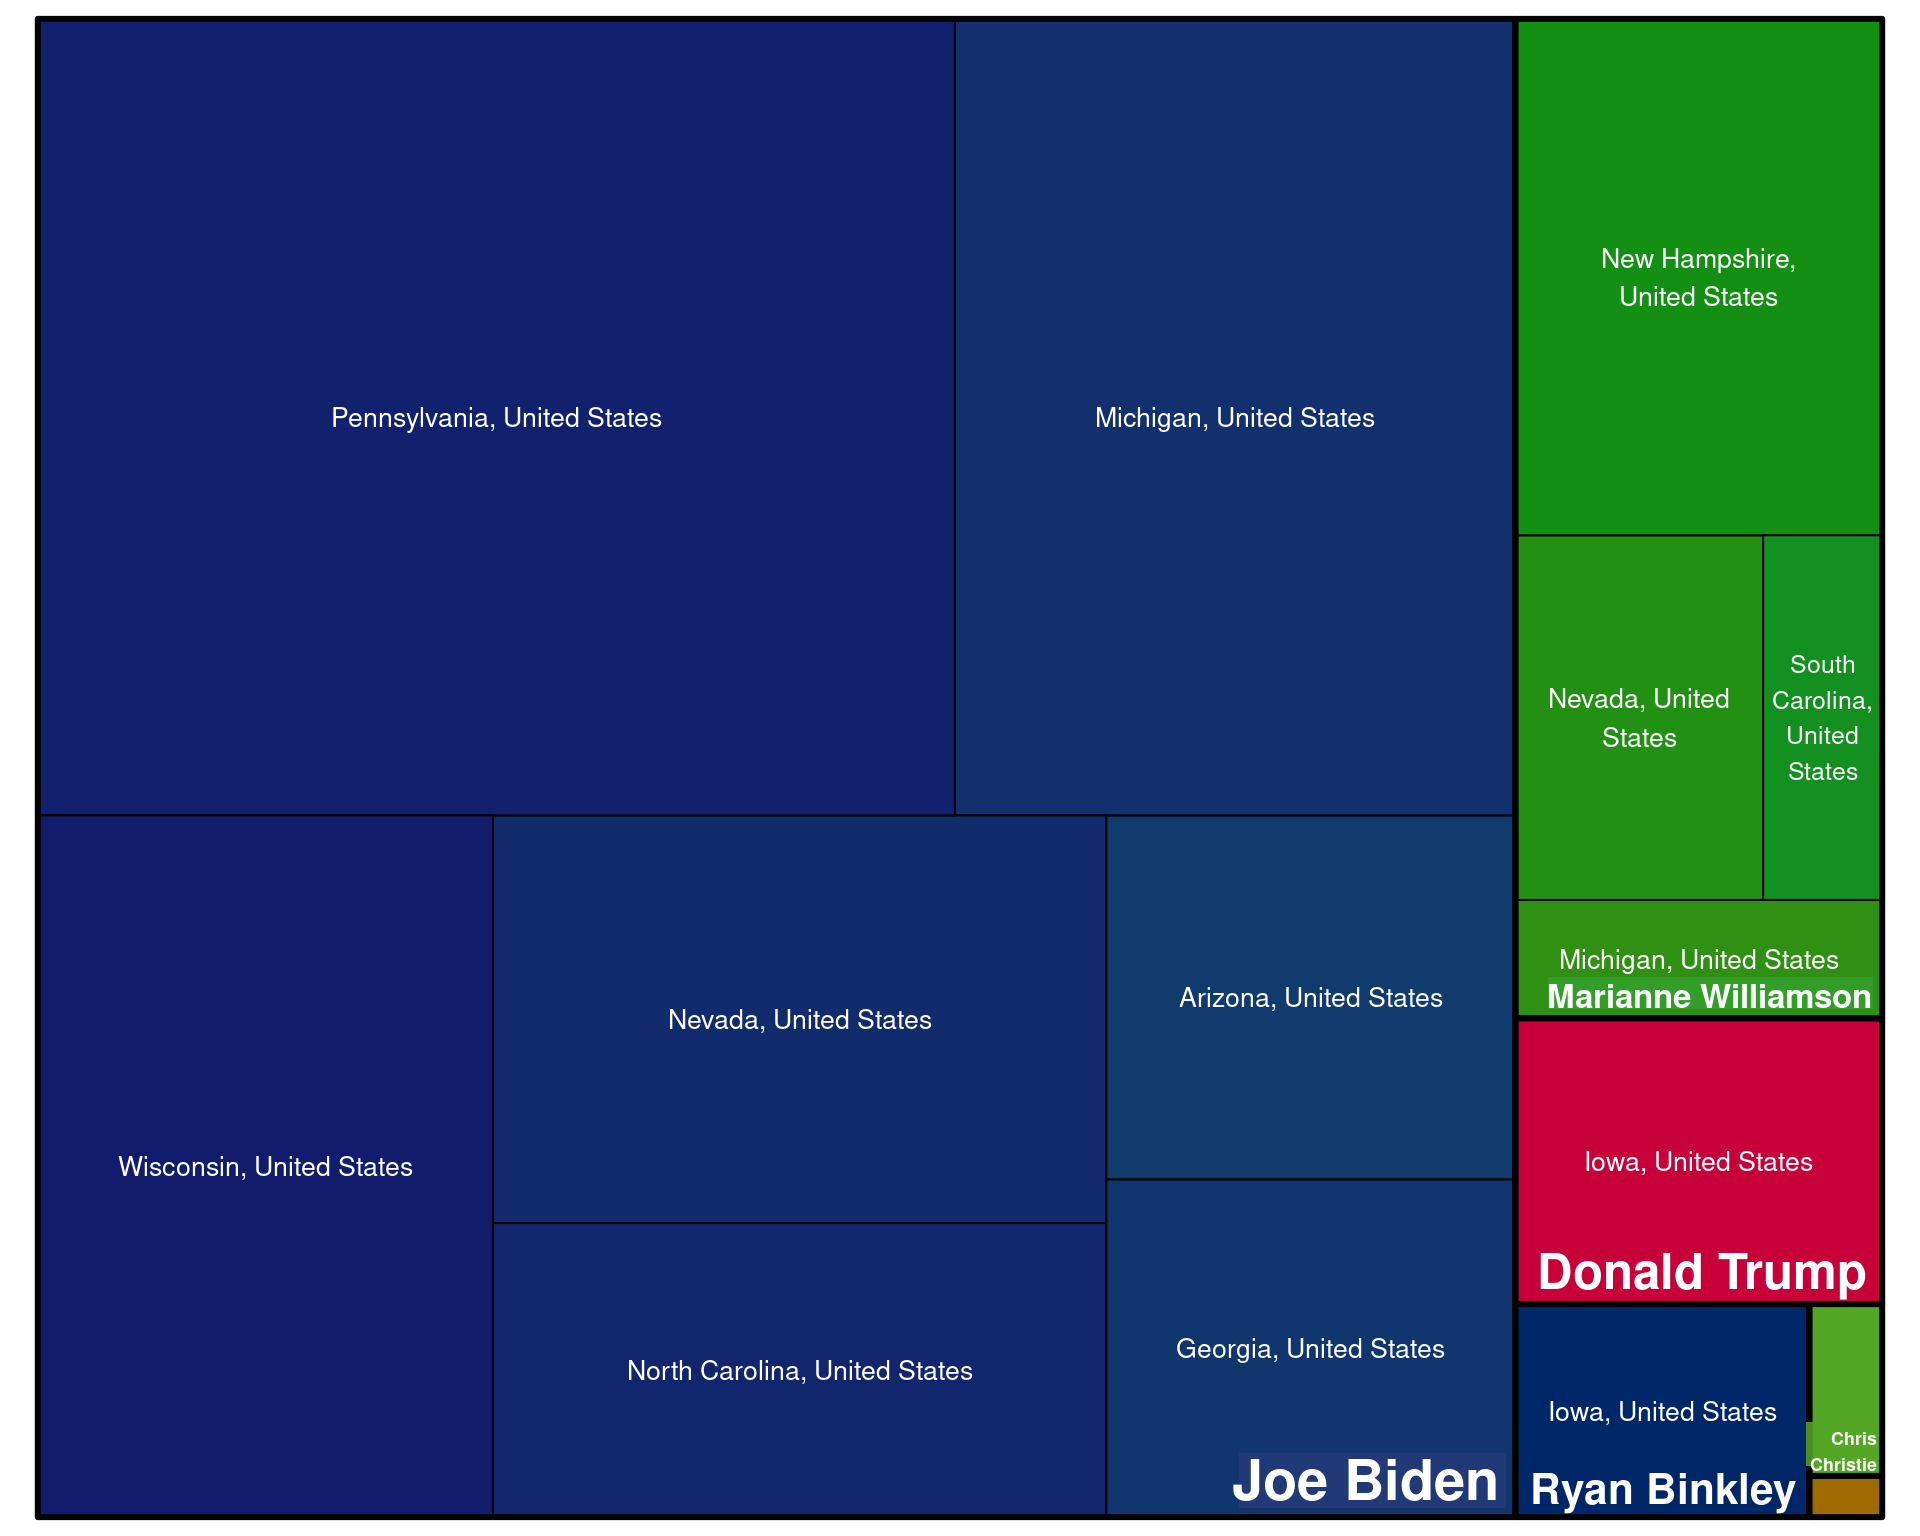 Pennsylvania, United States
Michigan, United States
Wisconsin, United States
Nevada, United States
North Carolina, United States
Arizona, United States
Georgia, United States
Joe Biden
New Hampshire,
United States
Nevada, United
States
South
Carolina,
United
States
Michigan, United States
Marianne Williamson
Iowa, United States
Donald Trump
Iowa, United States
Ryan Binkley
Chris
Christie